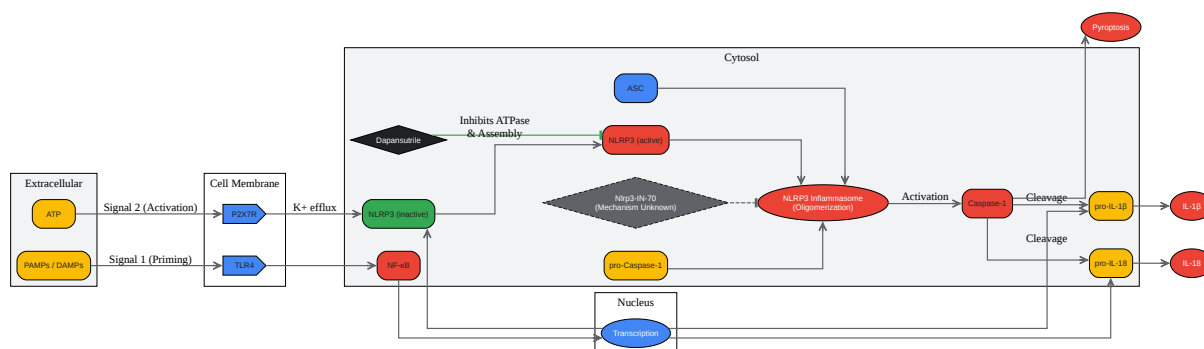 Pyroptosis
Cytosol
ASC
Inhibits ATPase
& Assembly
Dapansutrile
NLRP3 (active)
Extracellular
Cell Membrane
Nlrp3-IN-70
(Mechanism Unknown)
NLRP3 Inflammasome
(Oligomerization)
Activation
Caspase-1
Cleavage
pro-IL-1β
IL-1β
ATP
Signal 2 (Activation)
P2X7R
K+ efflux
NLRP3 (inactive)
Cleavage
PAMPs / DAMPs
Signal 1 (Priming)
TLR4
NF-κB
pro-Caspase-1
pro-IL-18
IL-18
Nucleus
Transcription